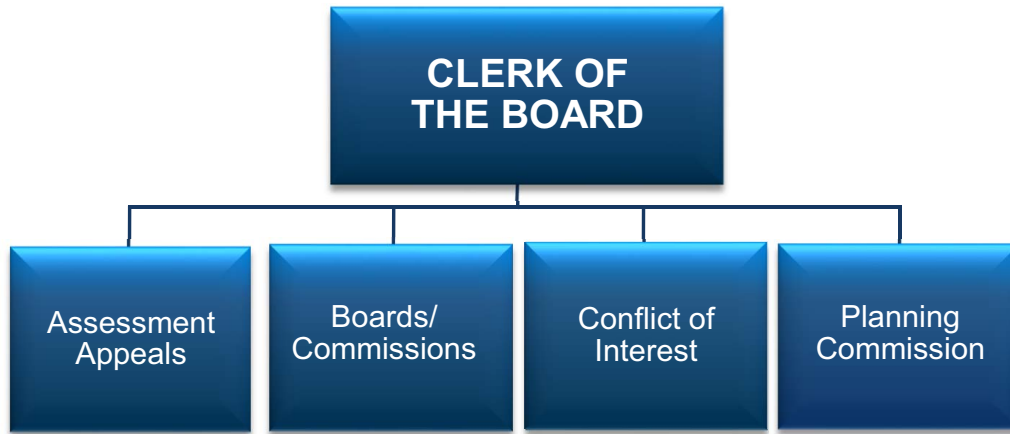 CLERK OF
THE BOARD
Assessment
Appeals
Boards/
Commissions
Conflict of
Interest
Planning
Commission